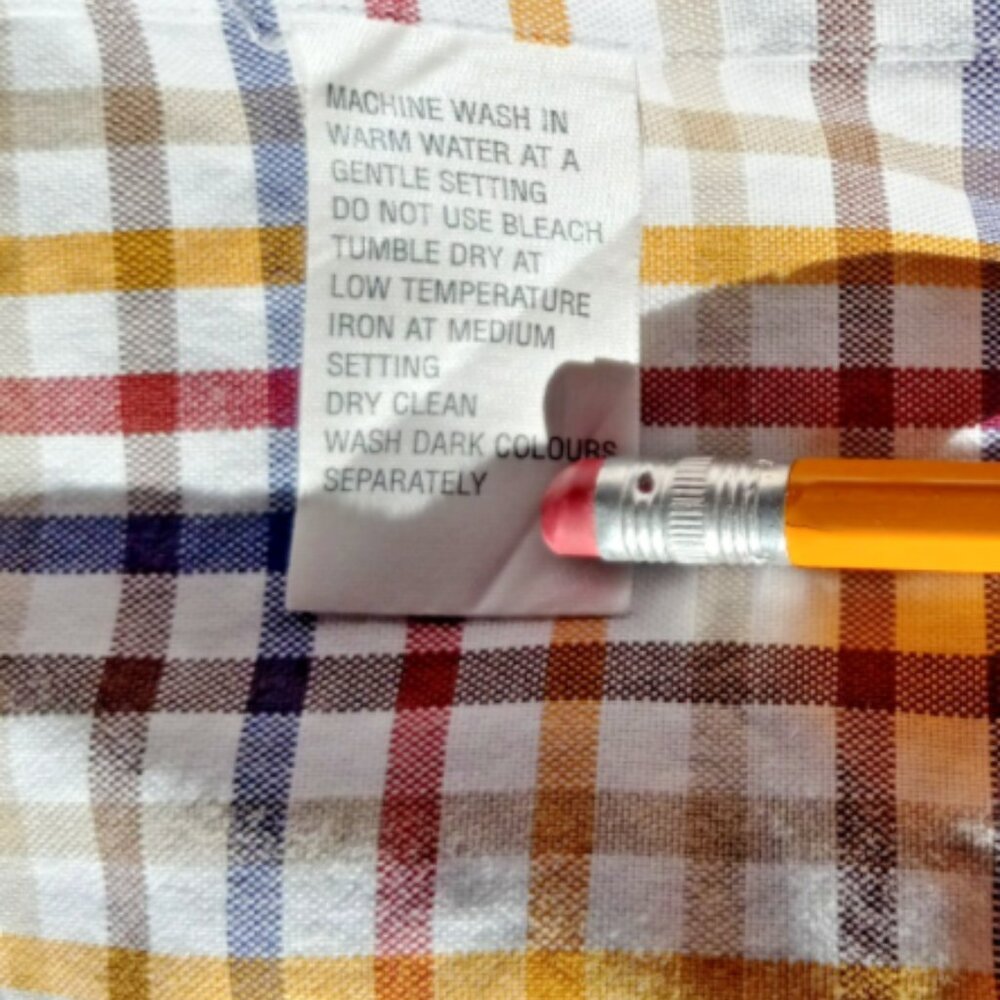 MACHINE WASH IN
WARM WATER AT A
GENTLE SETTING
DO NOT USE BLEACH
TUMBLE DRY AT
LOW TEMPERATURE
IRON AT MEDIUM
SETTING
DRY CLEAN
WASH DARK COLOURS
SEPARATELY